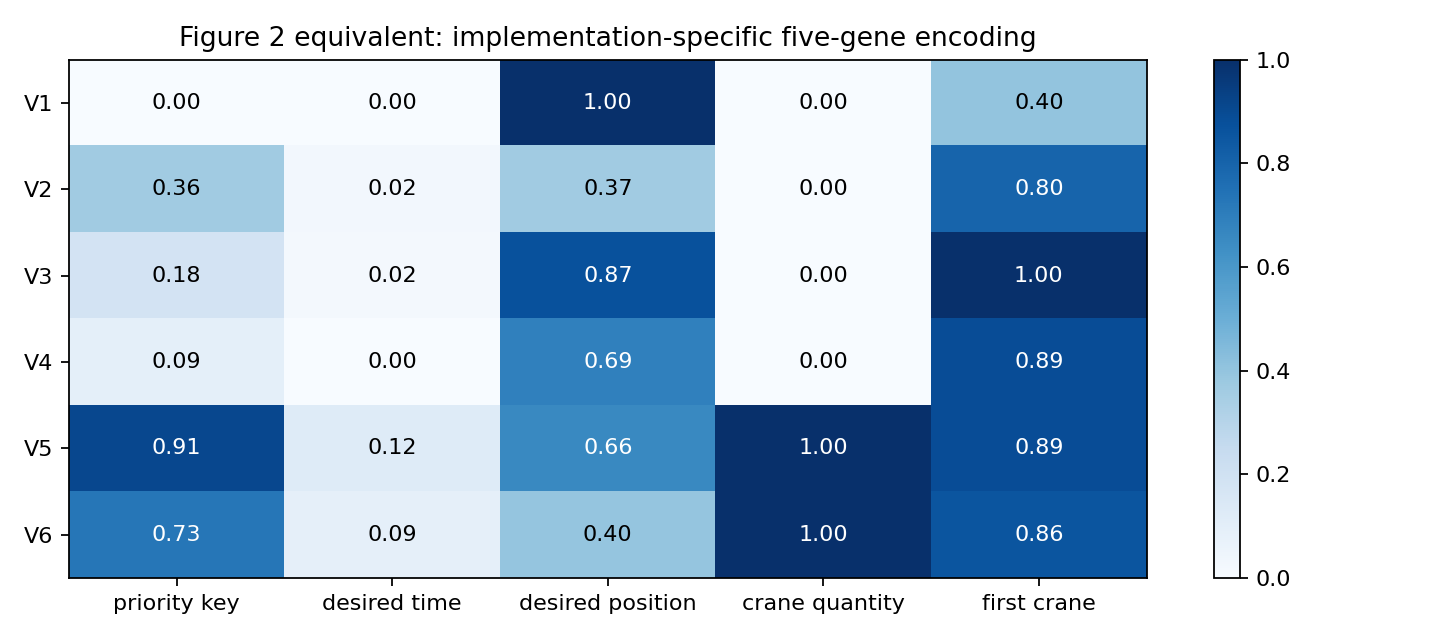 Figure 2 equivalent: implementation-specific five-gene encoding
V1 0.00 0.00 1.00 0.00 0.40
V2 0.36 0.02 0.37 0.00 0.80
V3 0.18 0.02 0.87 0.00 1.00
V4 0.09 0.00 0.69 0.00 0.89
V5 0.91 0.12 0.66 1.00 0.89
V6 0.73 0.09 0.40 1.00 0.86
priority key desired time desired position crane quantity first crane
1.0
0.8
0.6
0.4
0.2
0.0